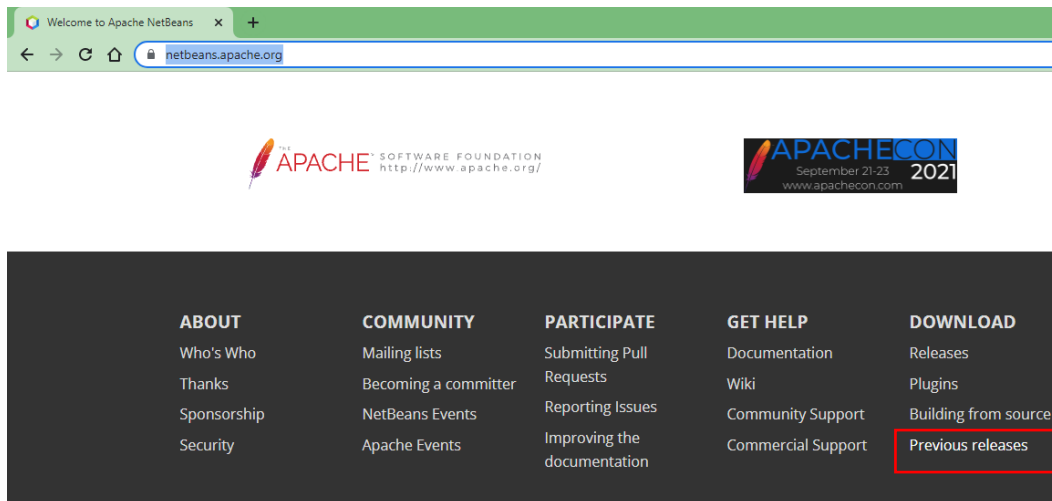 Welcome to Apache NetBeans
netbeans.apache.org
THE
APACHE™ SOFTWARE FOUNDATION
http://www.apache.org/
APACHECON
September 21-23 2021
www.apachecon.com
ABOUT
Who's Who
Thanks
Sponsorship
Security
COMMUNITY
Mailing lists
Becoming a committer
NetBeans Events
Apache Events
PARTICIPATE
Submitting Pull
Requests
Reporting Issues
Improving the
documentation
GET HELP
Documentation
Wiki
Community Support
Commercial Support
DOWNLOAD
Releases
Plugins
Building from source
Previous releases